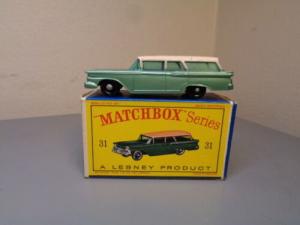 "MATCHBOX" Series
31 31
A LESNEY PRODUCT